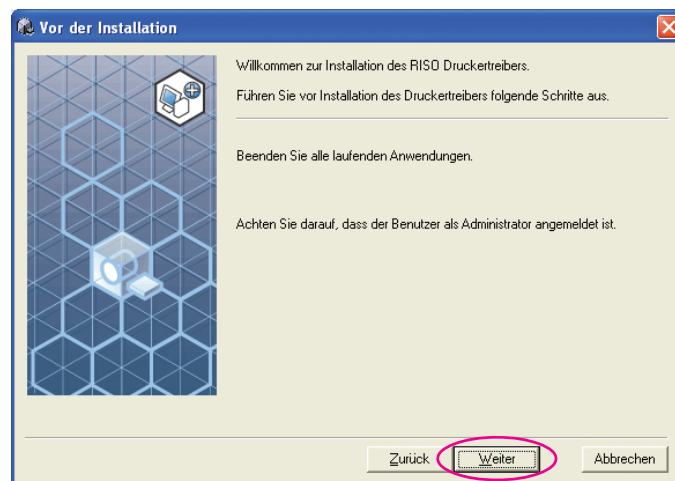 Vor der Installation
Willkommen zur Installation des RISO Druckertreibers.
Führen Sie vor Installation des Druckertreibers folgende Schritte aus.
Beenden Sie alle laufenden Anwendungen.
Achten Sie darauf, dass der Benutzer als Administrator angemeldet ist.
Zurück Weiter Abbrechen